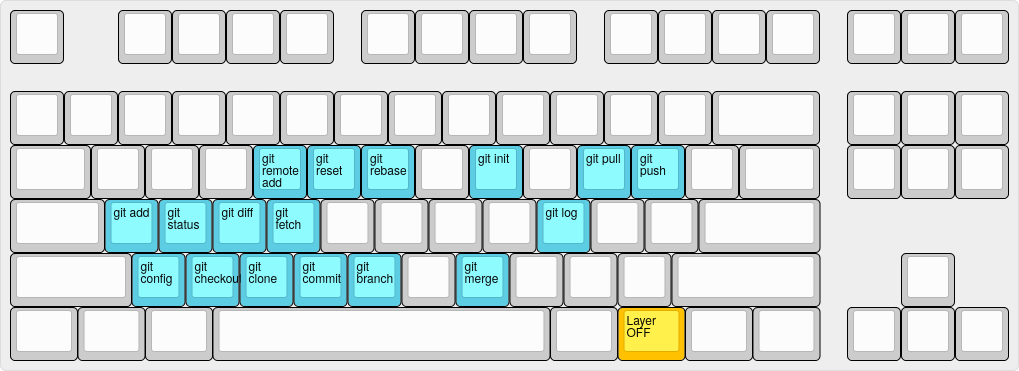 git
remote
add
git
reset
git
rebase
git init
git pull
git
push
git add
git
status
git diff
git
fetch
git log
git
config
git
checkout
git
clone
git
commit
git
branch
git
merge
Layer
OFF